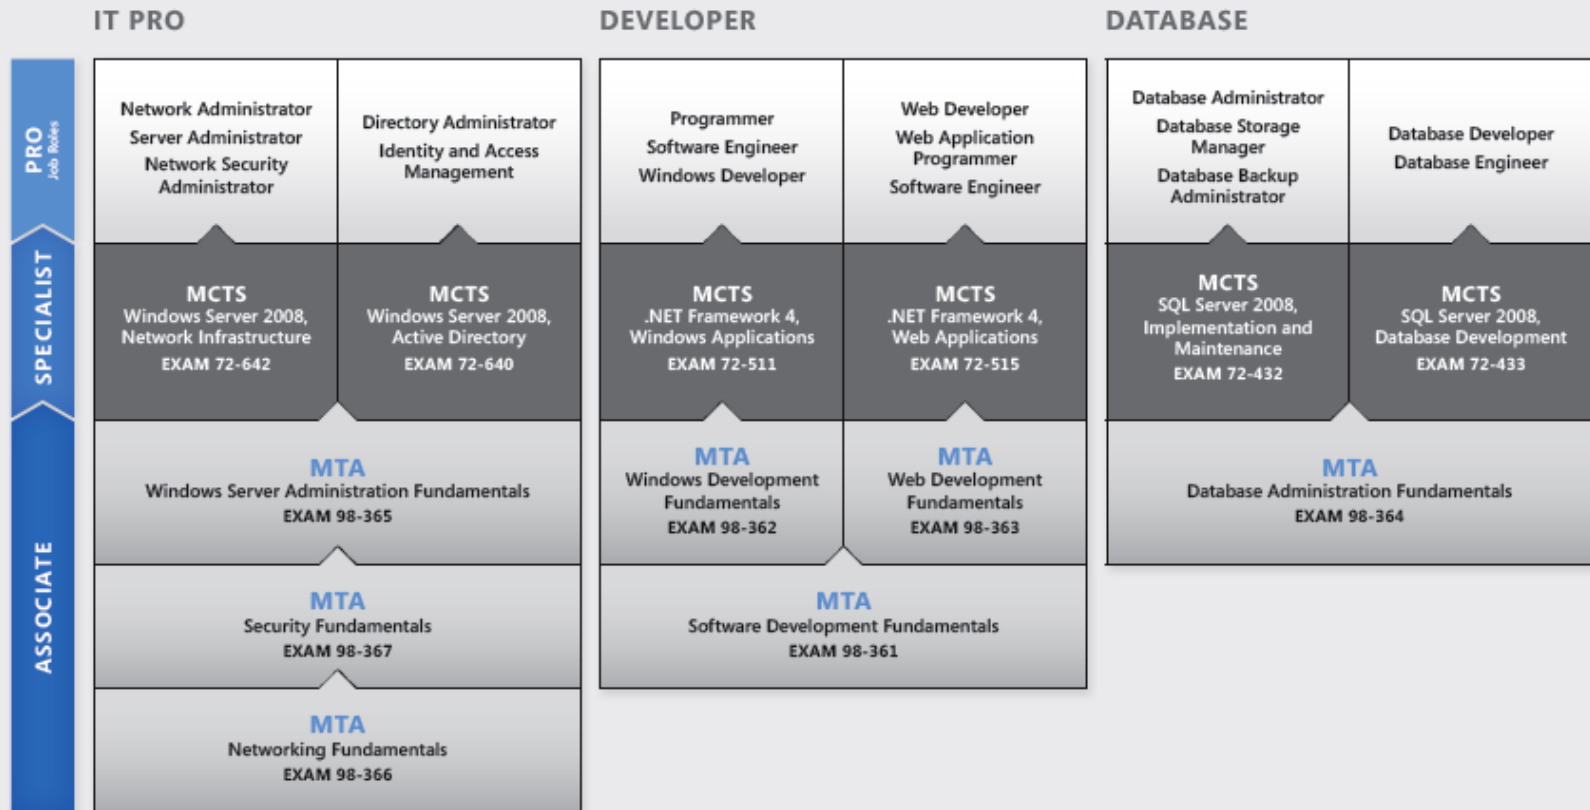 IT PRO
DEVELOPER
DATABASE
PRO
Job Roles
Network Administrator
Server Administrator
Network Security
Administrator
Directory Administrator
Identity and Access
Management
Programmer
Software Engineer
Windows Developer
Web Developer
Web Application
Programmer
Software Engineer
Database Administrator
Database Storage
Manager
Database Backup
Administrator
Database Developer
Database Engineer
SPECIALIST
MCTS
Windows Server 2008,
Network Infrastructure
EXAM 72-642
MCTS
Windows Server 2008,
Active Directory
EXAM 72-640
MCTS
.NET Framework 4,
Windows Applications
EXAM 72-511
MCTS
.NET Framework 4,
Web Applications
EXAM 72-515
MCTS
SQL Server 2008,
Implementation and
Maintenance
EXAM 72-432
MCTS
SQL Server 2008,
Database Development
EXAM 72-433
ASSOCIATE
MTA
Windows Server Administration Fundamentals
EXAM 98-365
MTA
Security Fundamentals
EXAM 98-367
MTA
Networking Fundamentals
EXAM 98-366
MTA
Windows Development
Fundamentals
EXAM 98-362
MTA
Web Development
Fundamentals
EXAM 98-363
MTA
Software Development Fundamentals
EXAM 98-361
MTA
Database Administration Fundamentals
EXAM 98-364